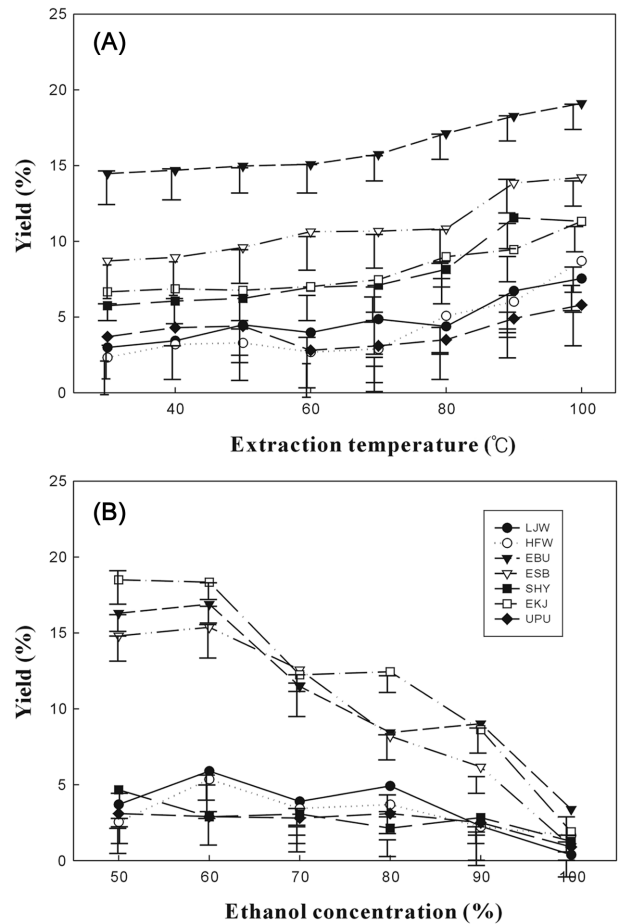 25
(A)
20
15
10
5
0
Yield (%)
40 60 80 100
Extraction temperature (℃)
25
(B)
20
15
10
5
0
Yield (%)
LJW
HFW
EBU
ESB
SHY
EKJ
UPU
50 60 70 80 90 100
Ethanol concentration (%)